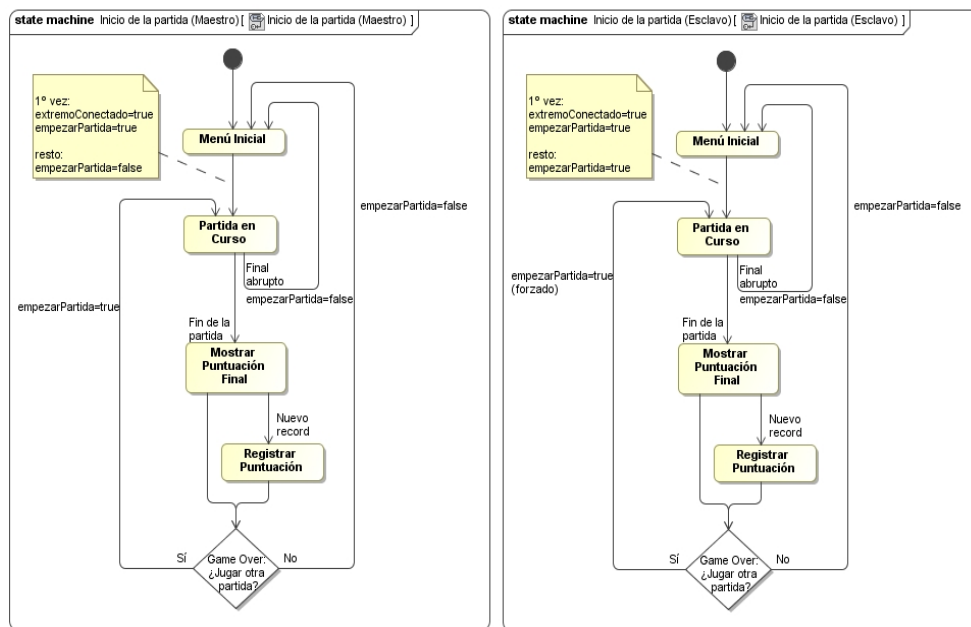 state machine Inicio de la partida (Maestro) [ Inicio de la partida (Maestro) ]
1º vez:
extremoConectado=true
empezarPartida=true
resto:
empezarPartida=false
Menú Inicial
empezarPartida=false
Partida en
Curso
Final
abrupto
empezarPartida=false
empezarPartida=true
Fin de la
partida
Mostrar
Puntuación
Final
Nuevo
record
Registrar
Puntuación
Sí
Game Over:
¿Jugar otra
partida?
No
state machine Inicio de la partida (Esclavo) [ Inicio de la partida (Esclavo) ]
1º vez:
extremoConectado=true
empezarPartida=true
resto:
empezarPartida=true
Menú Inicial
empezarPartida=false
Partida en
Curso
Final
abrupto
empezarPartida=false
empezarPartida=true
(forzado)
Fin de la
partida
Mostrar
Puntuación
Final
Nuevo
record
Registrar
Puntuación
Sí
Game Over:
¿Jugar otra
partida?
No